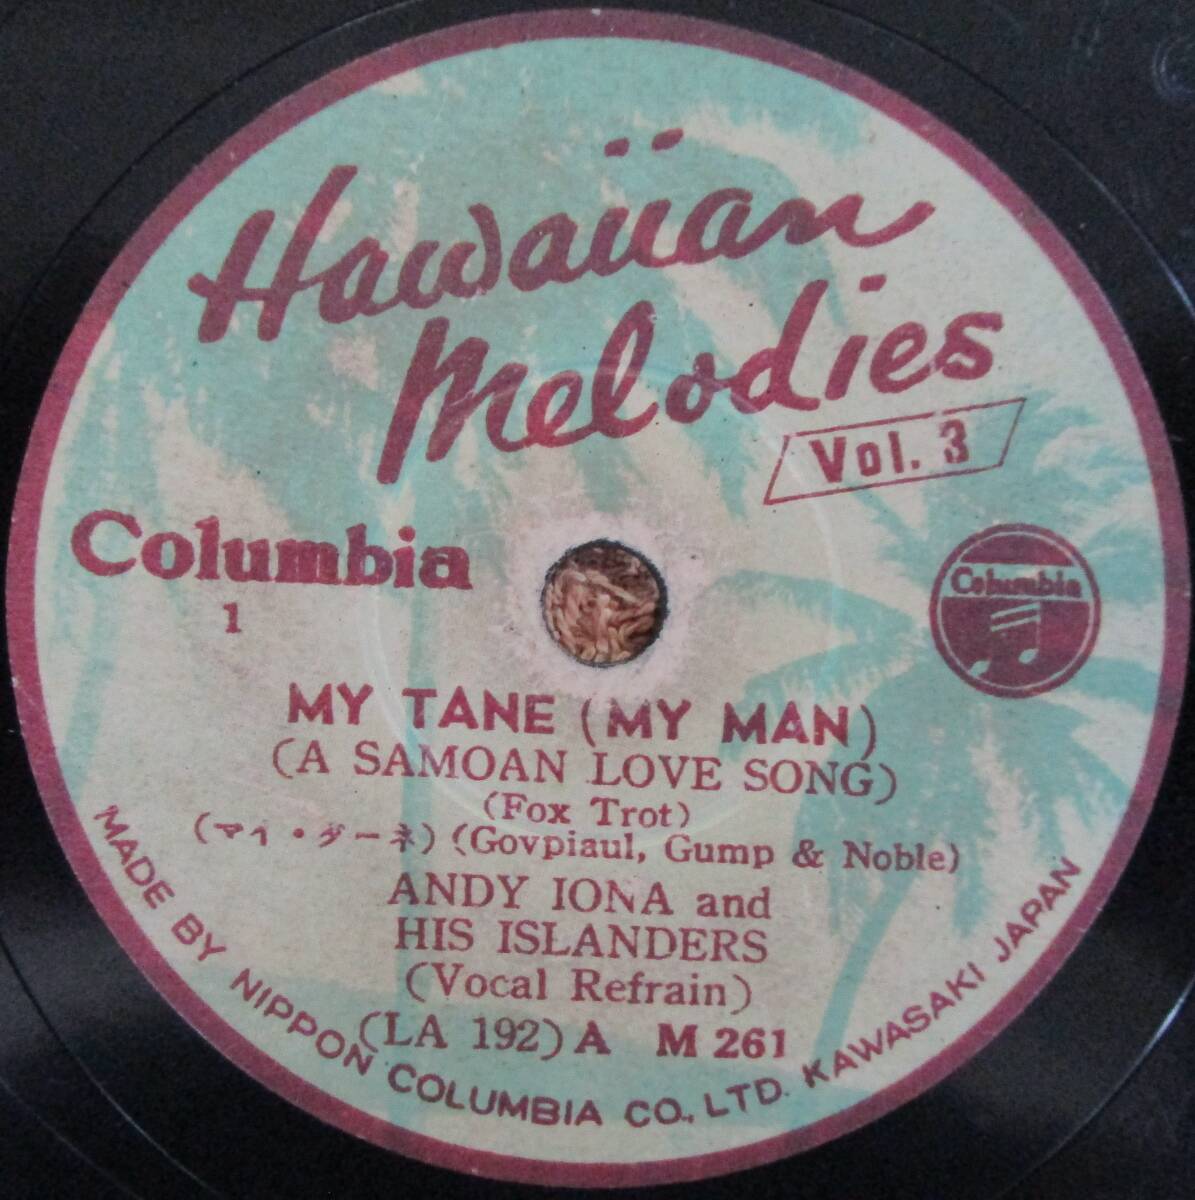 Hawaiian
Melodies
Vol. 3
Columbia
1
Columbia
MY TANE (MY MAN)
(A SAMOAN LOVE SONG)
(Fox Trot)
(マイ・ターネ) (Govpiaul, Gump & Noble)
ANDY IONA and
HIS ISLANDERS
(Vocal Refrain)
(LA 192) A M 261
MADE BY NIPPON COLUMBIA CO., LTD. KAWASAKI JAPAN